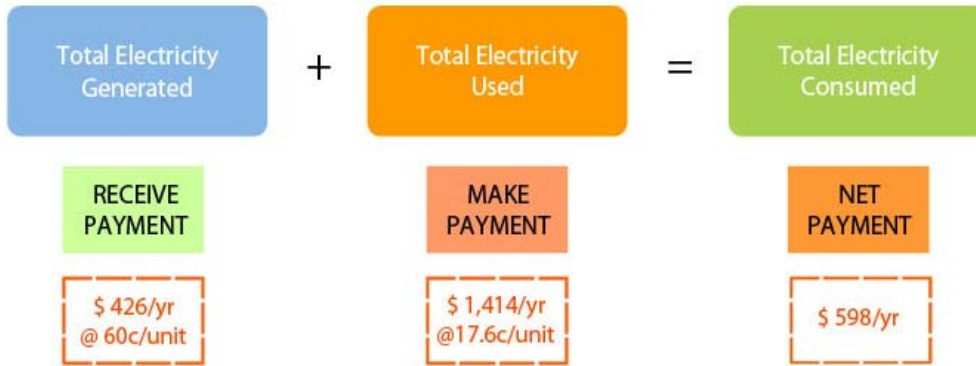 Total Electricity
Generated
+
Total Electricity
Used
=
Total Electricity
Consumed
RECEIVE
PAYMENT
MAKE
PAYMENT
NET
PAYMENT
$ 426/yr
@ 60c/unit
$ 1,414/yr
@17.6c/unit
$ 598/yr